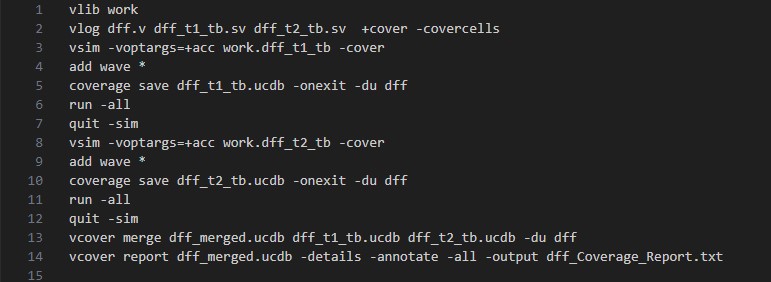 1 vlib work
2 vlog dff.v dff_t1_tb.sv dff_t2_tb.sv  +cover -covercells
3 vsim -voptargs=+acc work.dff_t1_tb -cover
4 add wave *
5 coverage save dff_t1_tb.ucdb -onexit -du dff
6 run -all
7 quit -sim
8 vsim -voptargs=+acc work.dff_t2_tb -cover
9 add wave *
10 coverage save dff_t2_tb.ucdb -onexit -du dff
11 run -all
12 quit -sim
13 vcover merge dff_merged.ucdb dff_t1_tb.ucdb dff_t2_tb.ucdb -du dff
14 vcover report dff_merged.ucdb -details -annotate -all -output dff_Coverage_Report.txt
15